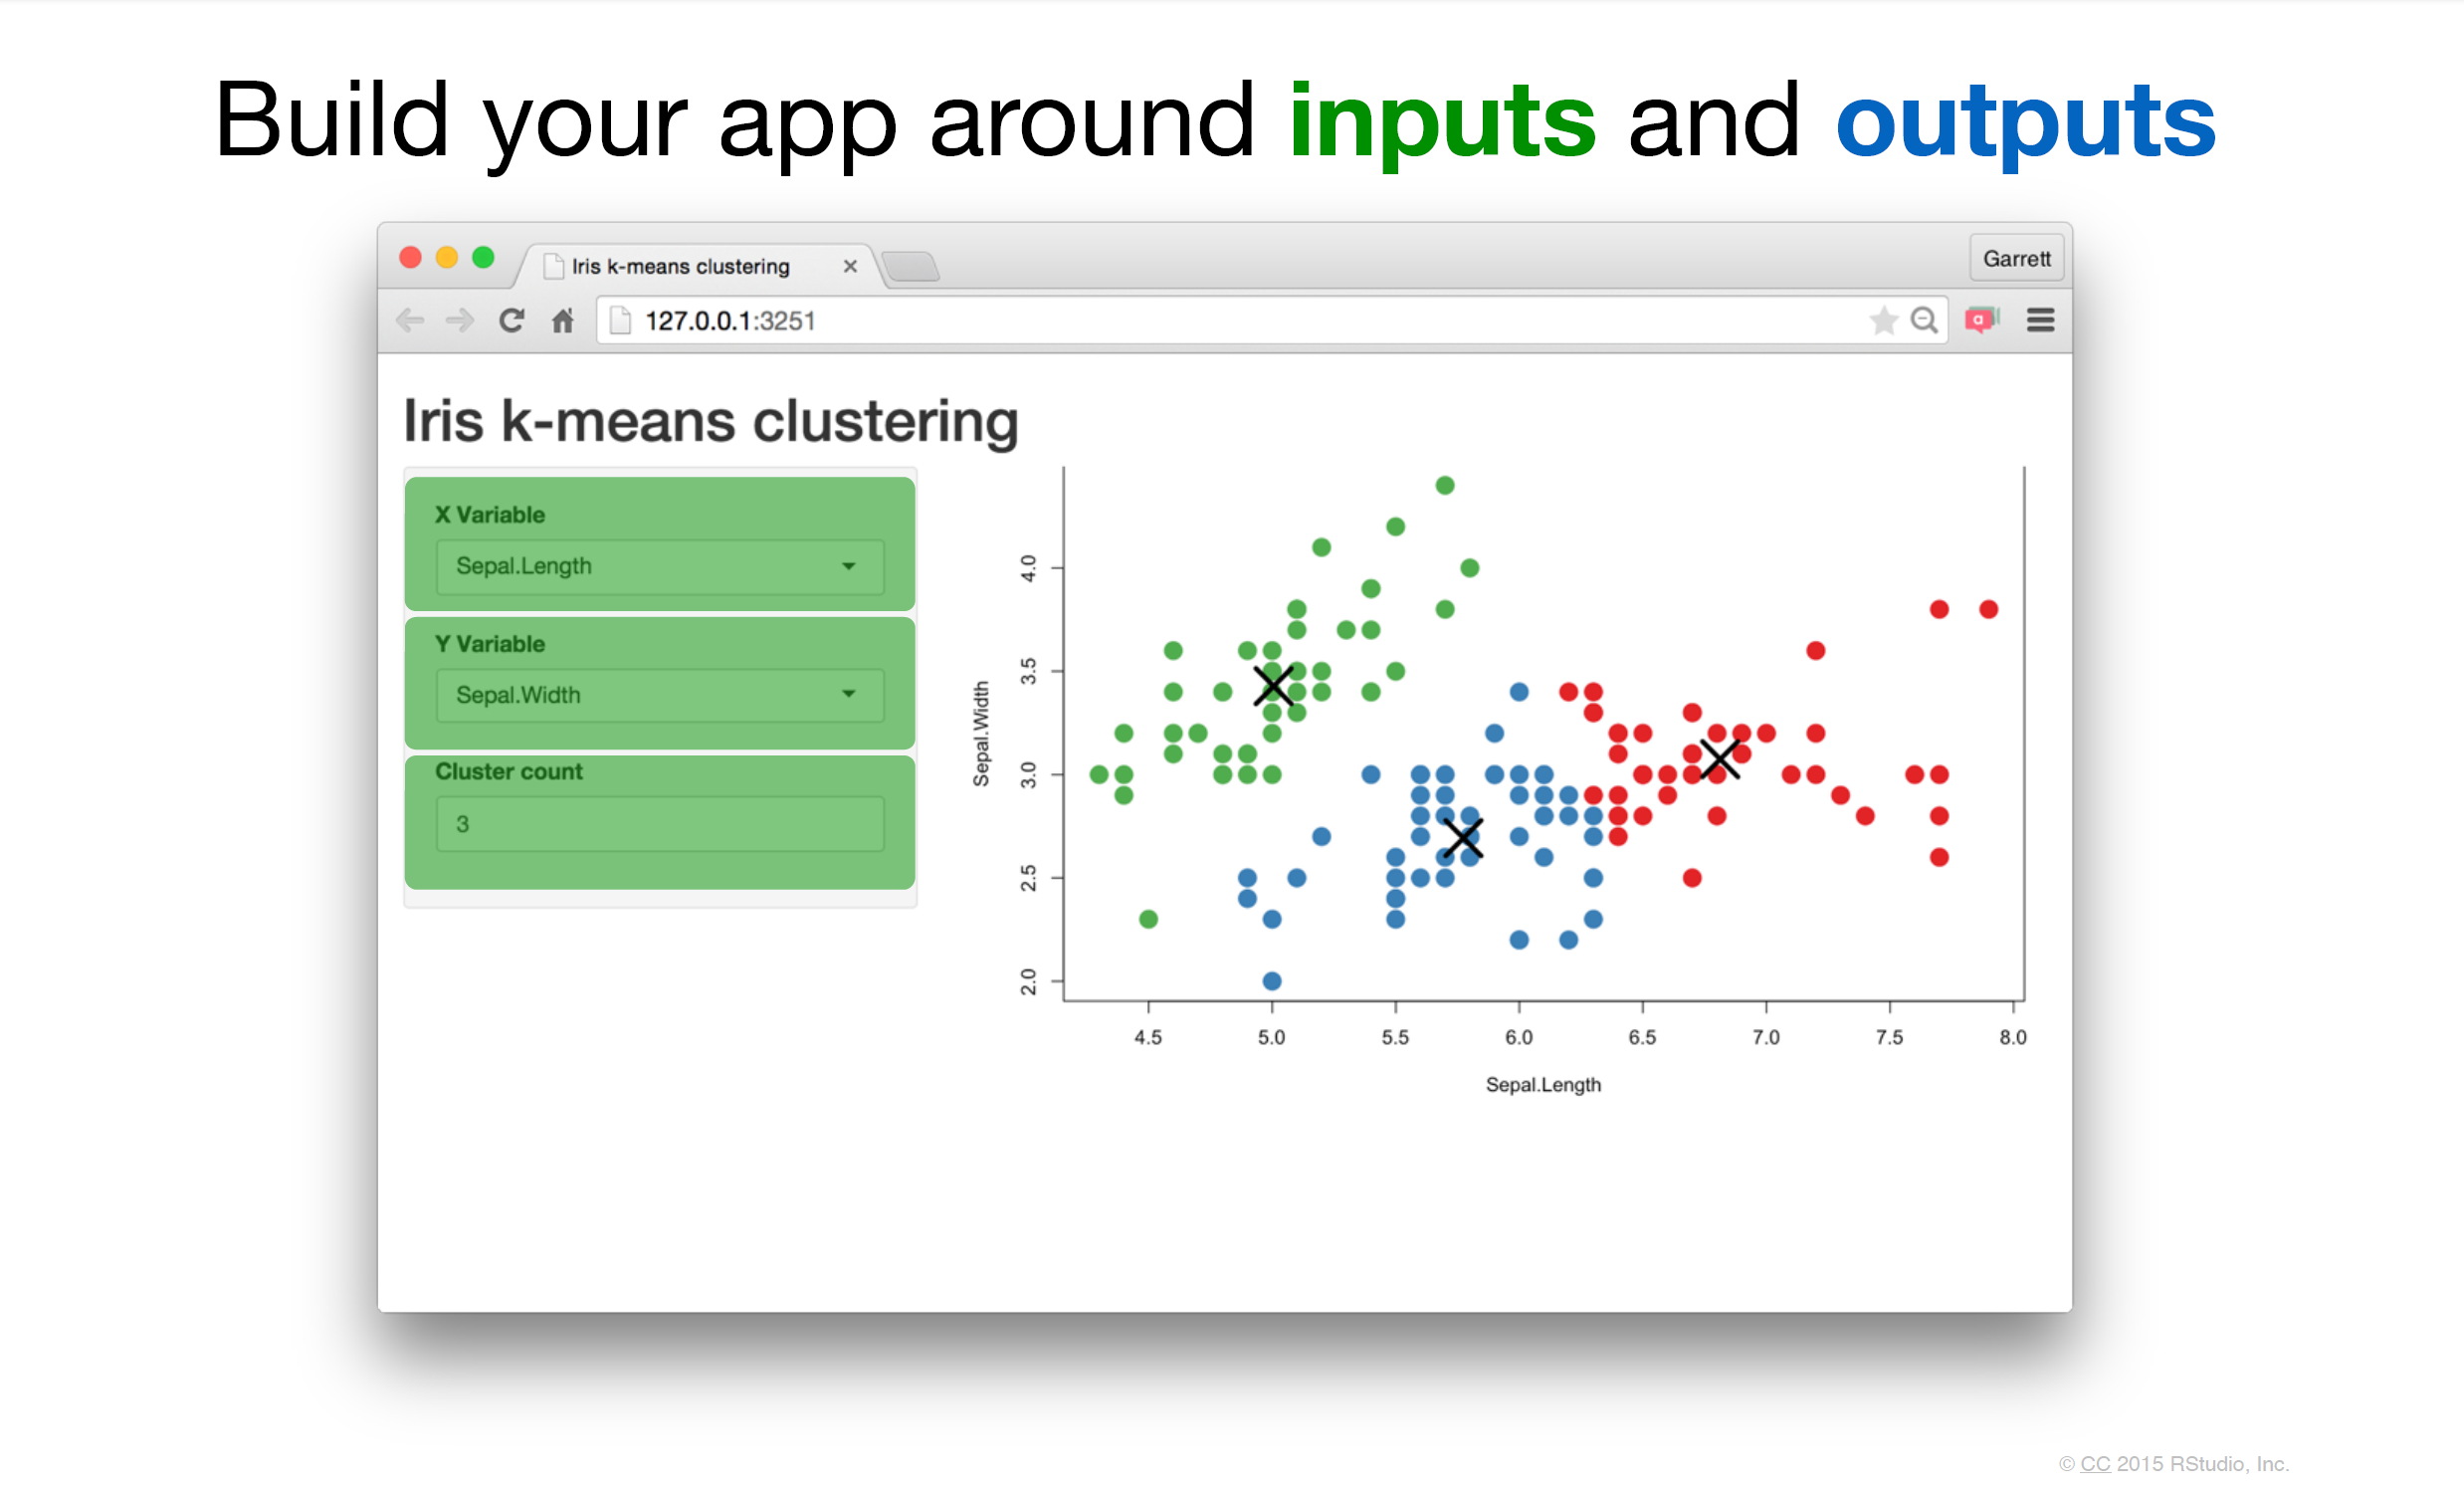 Build your app around inputs and outputs
Iris k-means clustering
Garrett
127.0.0.1:3251
a
Iris k-means clustering
X Variable
Sepal.Length
Y Variable
Sepal.Width
Cluster count
3
Sepal.Width
4.0
3.5
3.0
2.5
2.0
4.5 5.0 5.5 6.0 6.5 7.0 7.5 8.0
Sepal.Length
© CC 2015 RStudio, Inc.